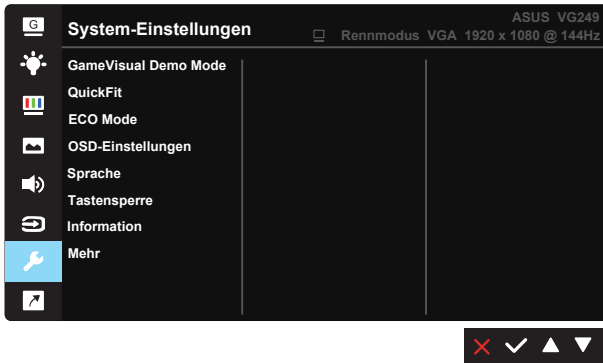 G
System-Einstellungen
ASUS VG249
Rennmodus VGA 1920 x 1080 @ 144Hz
GameVisual Demo Mode
QuickFit
ECO Mode
OSD-Einstellungen
Sprache
Tastensperre
Information
Mehr